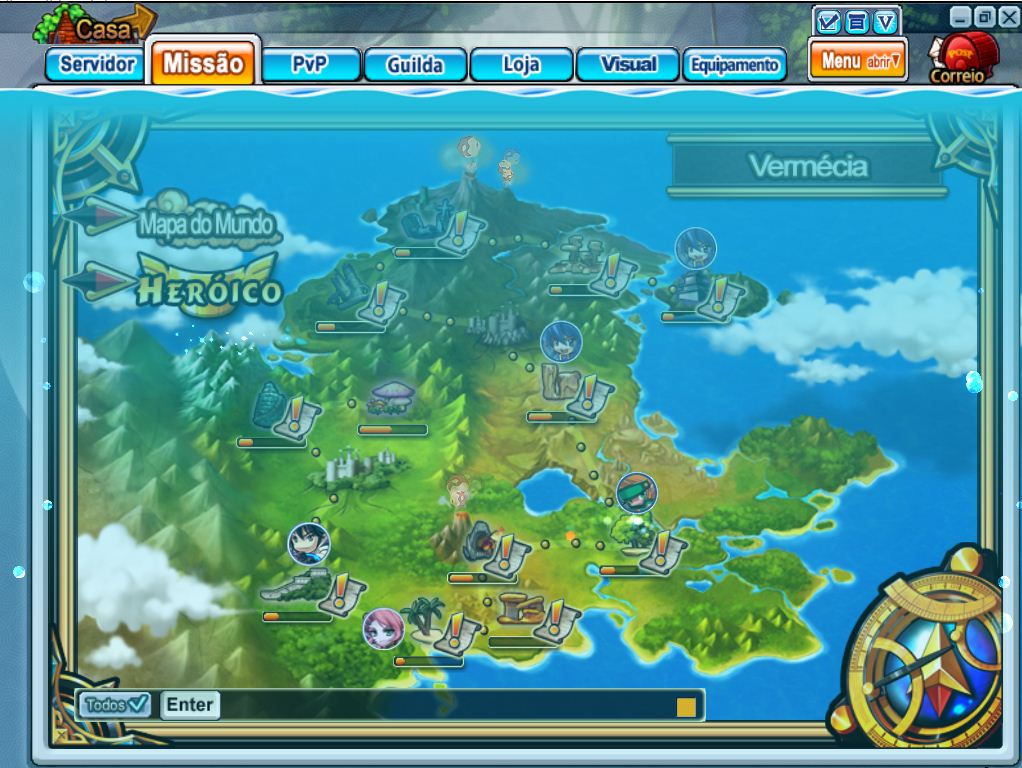 Casa
Servidor
Missão
PvP
Guilda
Loja
Visual
Equipamento
Menu abrir
POST
Correio
Vermécia
Mapa do Mundo
HERÓICO
Todos
Enter